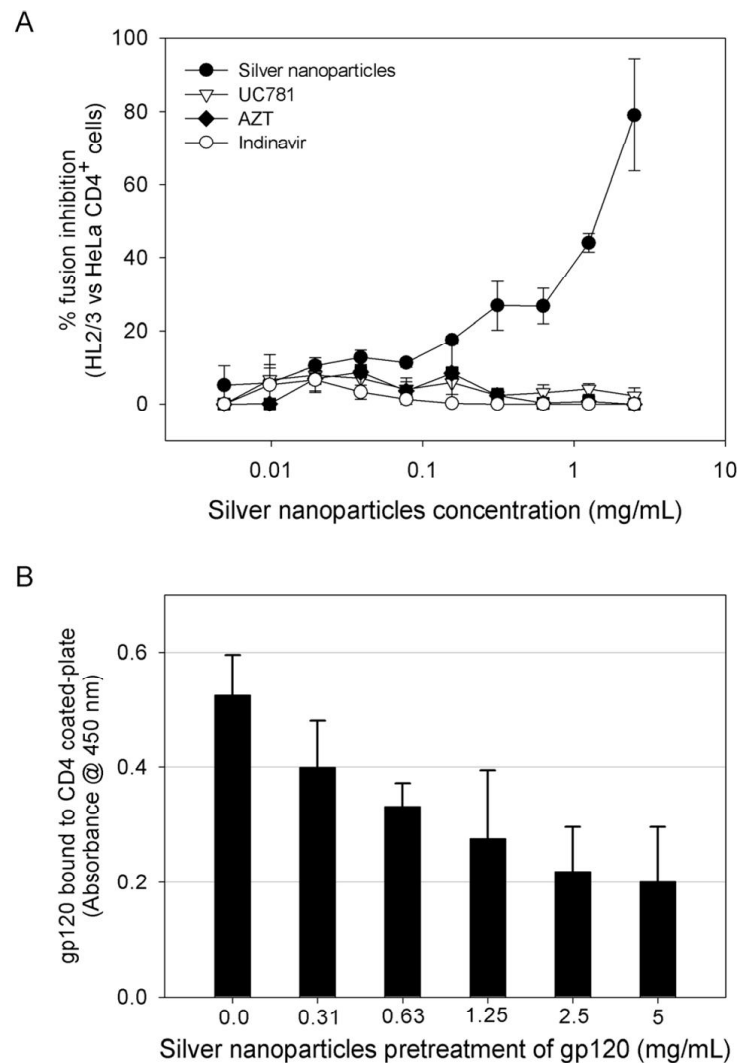 A
100
80
60
40
20
0
% fusion inhibition
(HL2/3 vs HeLa CD4+ cells)
Silver nanoparticles
UC781
AZT
Indinavir
0.01 0.1 1 10
Silver nanoparticles concentration (mg/mL)
B
gp120 bound to CD4 coated-plate
(Absorbance @ 450 nm)
0.6
0.4
0.2
0.0
0.0 0.31 0.63 1.25 2.5 5
Silver nanoparticles pretreatment of gp120 (mg/mL)